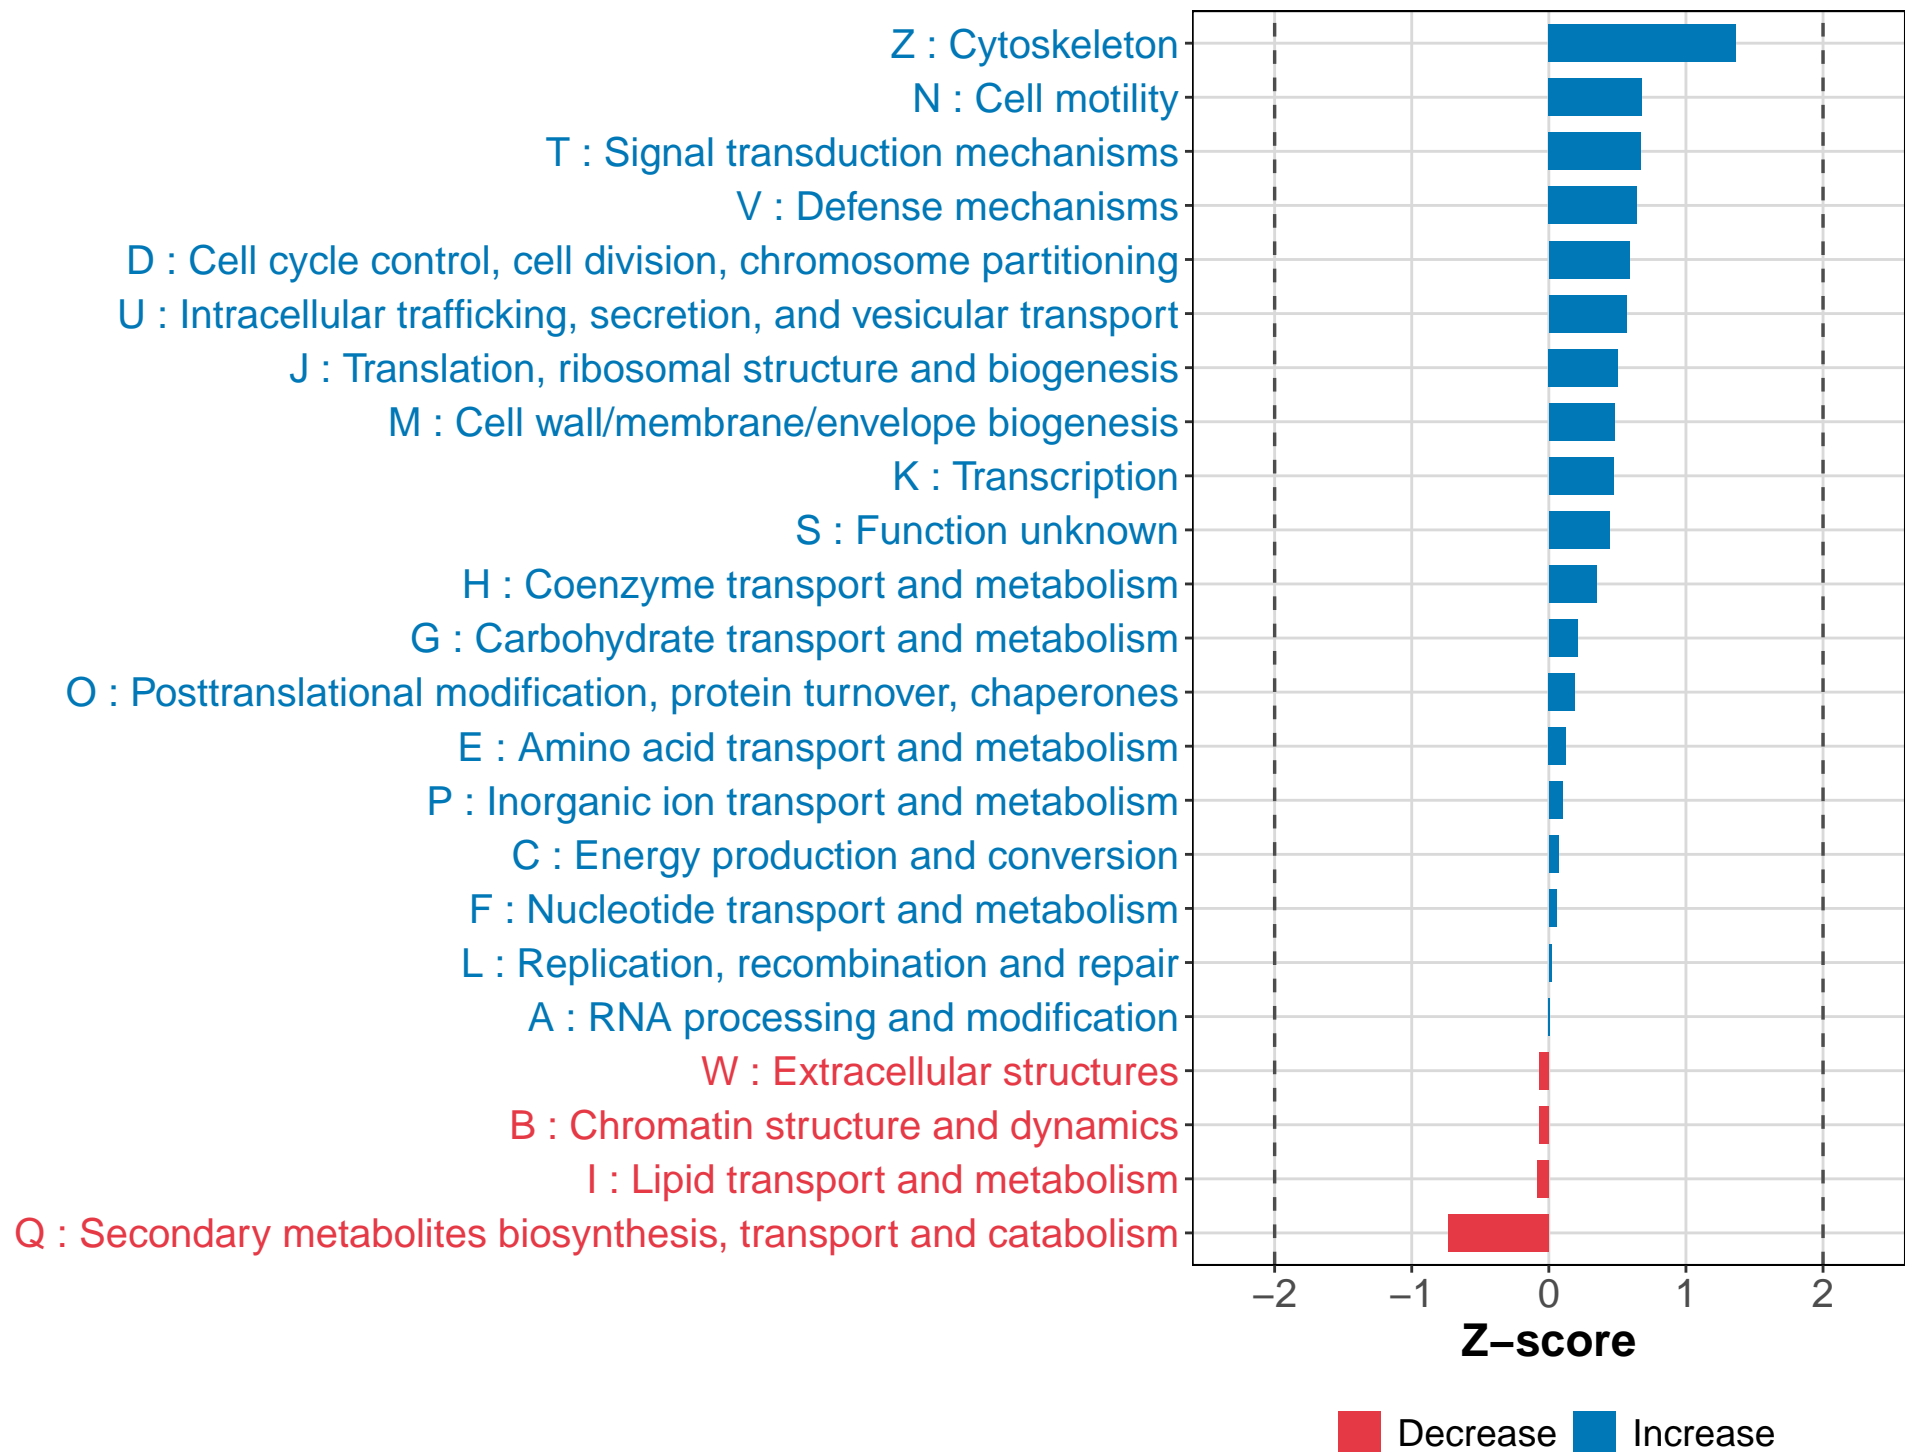 Z : Cytoskeleton
N : Cell motility
T : Signal transduction mechanisms
V : Defense mechanisms
D : Cell cycle control, cell division, chromosome partitioning
U : Intracellular trafficking, secretion, and vesicular transport
J : Translation, ribosomal structure and biogenesis
M : Cell wall/membrane/envelope biogenesis
K : Transcription
S : Function unknown
H : Coenzyme transport and metabolism
G : Carbohydrate transport and metabolism
O : Posttranslational modification, protein turnover, chaperones
E : Amino acid transport and metabolism
P : Inorganic ion transport and metabolism
C : Energy production and conversion
F : Nucleotide transport and metabolism
L : Replication, recombination and repair
A : RNA processing and modification
W : Extracellular structures
B : Chromatin structure and dynamics
I : Lipid transport and metabolism
Q : Secondary metabolites biosynthesis, transport and catabolism
−2 −1 0 1 2
Z−score
Decrease Increase